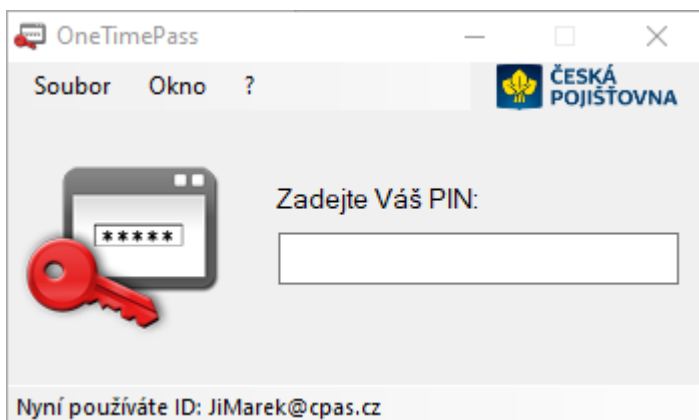 OneTimePass
Soubor Okno ?
ČESKÁ
POJIŠŤOVNA
Zadejte Váš PIN:
*****
Nyní používáte ID: JiMarek@cpas.cz